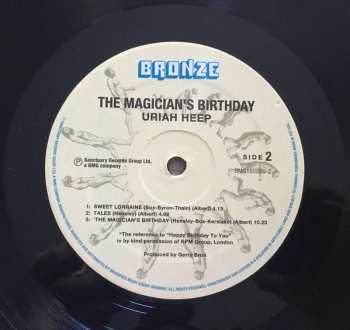 BRONZE
THE MAGICIAN'S BIRTHDAY
URIAH HEEP
℗ Sanctuary Records Group Ltd.
a BMG company
SIDE 2
1: SWEET LORRAINE (Box-Byron-Thain) (Albert) 4.13
2: TALES (Hensley) (Albert) 4.09
3: *THE MAGICIAN'S BIRTHDAY (Hensley-Box-Kerslake) (Albert) 10.23
*The reference to "Happy Birthday To You"
is by kind permission of KPM Group, London
Produced by Gerry Bron